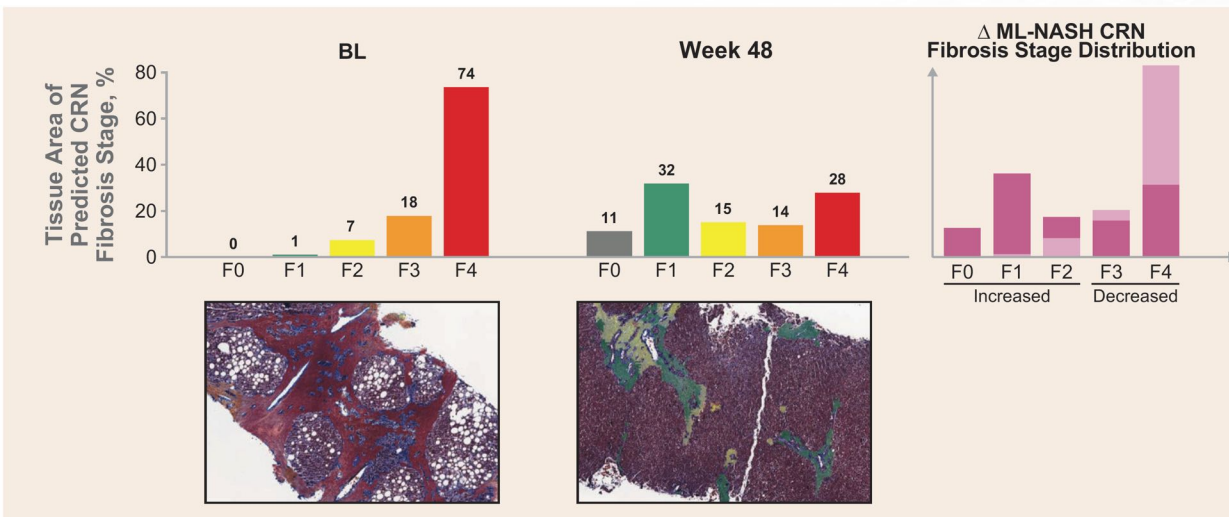 BL
Week 48
Δ ML-NASH CRN
Fibrosis Stage Distribution
Tissue Area of
Predicted CRN
Fibrosis Stage, %
80
60
40
20
0
0
1
7
18
74
F0
F1
F2
F3
F4
11
32
15
14
28
F0
F1
F2
F3
F4
F0
F1
F2
F3
F4
Increased
Decreased